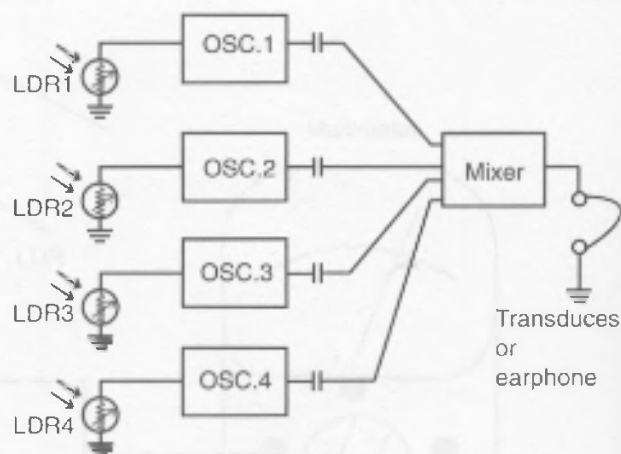 OSC.1
LDR1
OSC.2
Mixer
LDR2
OSC.3
LDR3
Transduces
or
earphone
OSC.4
LDR4